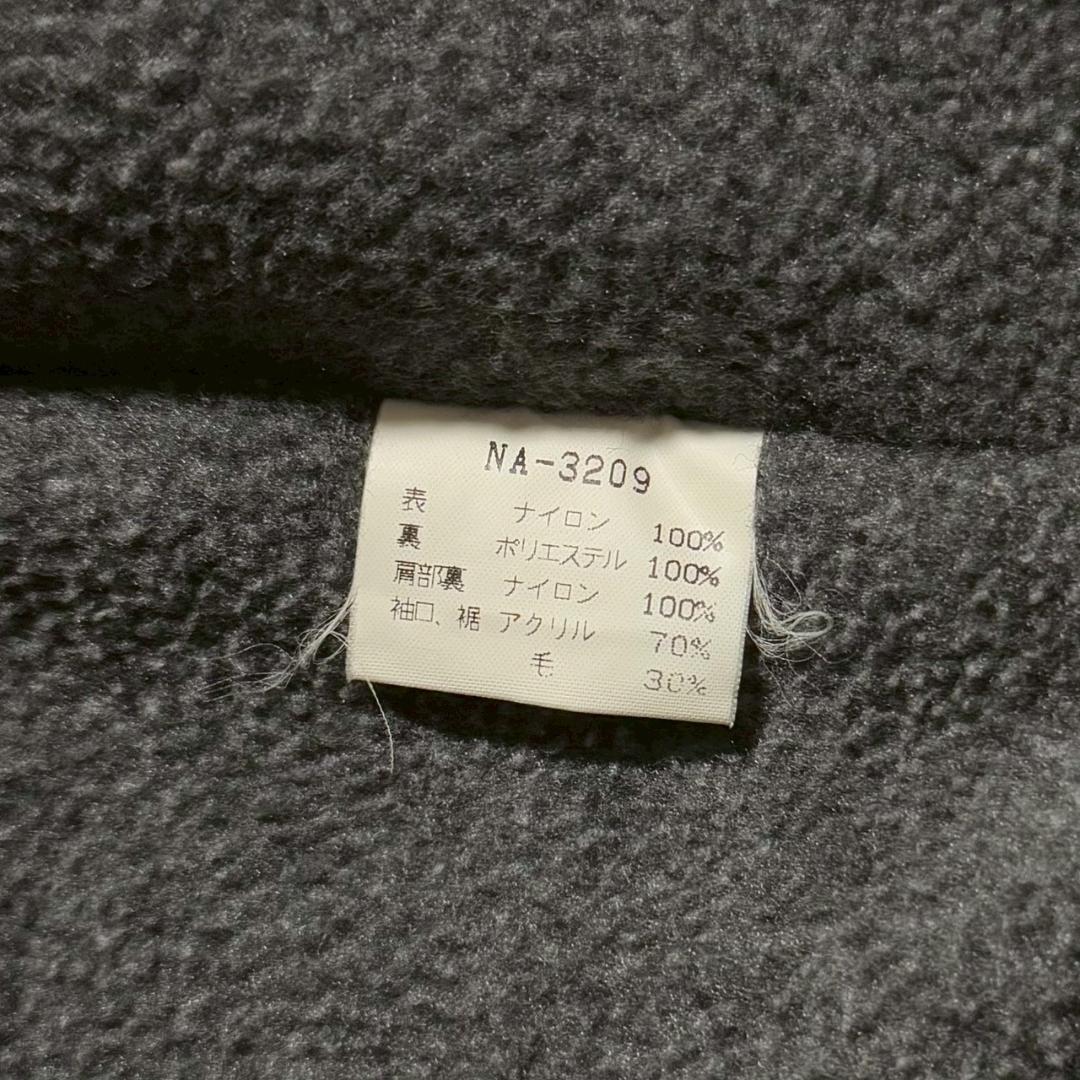 NA-3209
表 ナイロン 100%
裏 ポリエステル 100%
肩部裏 ナイロン 100%
袖口、裾 アクリル 70%
毛 30%